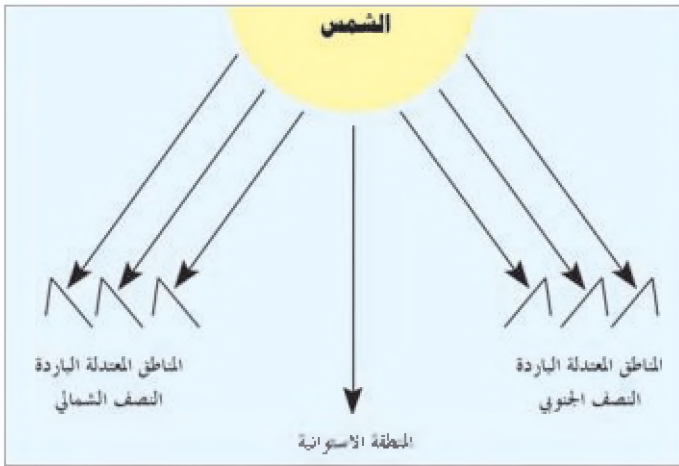 الشمس
المناطق المعتدلة الباردة
النصف الجنوبي
المناطق المعتدلة الباردة
النصف الشمالي
المنطقة الاستوائية